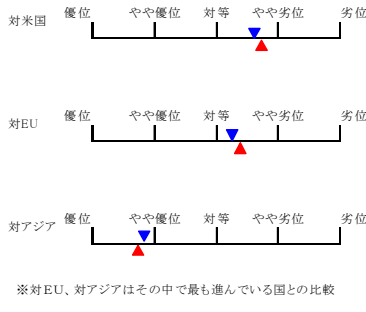 対米国 優位 やや優位 対等 やや劣位 劣位
対EU 優位 やや優位 対等 やや劣位 劣位
対アジア 優位 やや優位 対等 やや劣位 劣位
※対EU、対アジアはその中で最も進んでいる国との比較